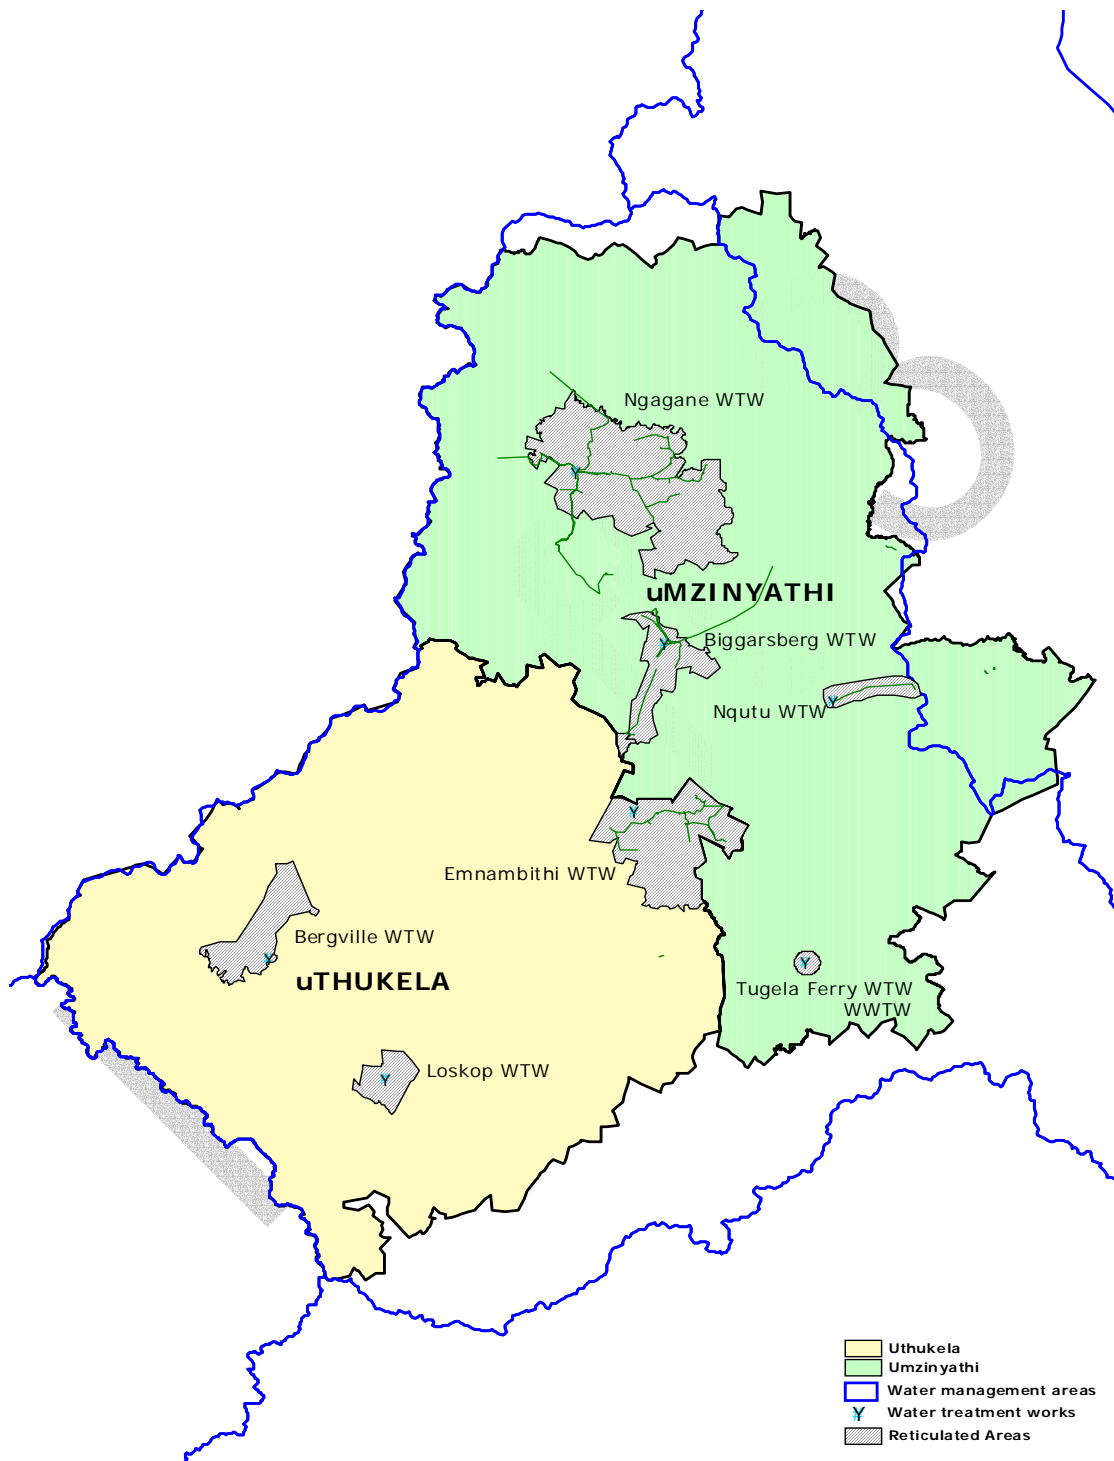 Ngagane WTW
uMZINYATHI
Biggarsberg WTW
Nqutu WTW
Emnambithi WTW
Bergville WTW
uTHUKELA
Tugela Ferry WTW
WWTW
Loskop WTW
Uthukela
Umzinyathi
Water management areas
Water treatment works
Reticulated Areas